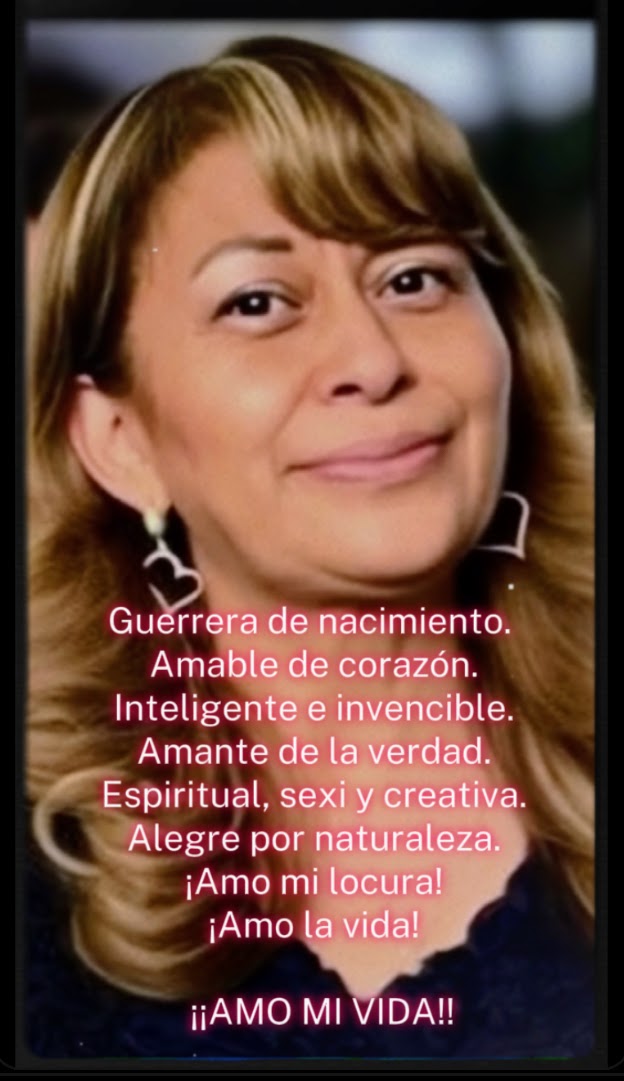 Guerrera de nacimiento.
Amable de corazón.
Inteligente e invencible.
Amante de la verdad.
Espiritual, sexi y creativa.
Alegre por naturaleza.
¡Amo mi locura!
¡Amo la vida!
¡¡AMO MI VIDA!!